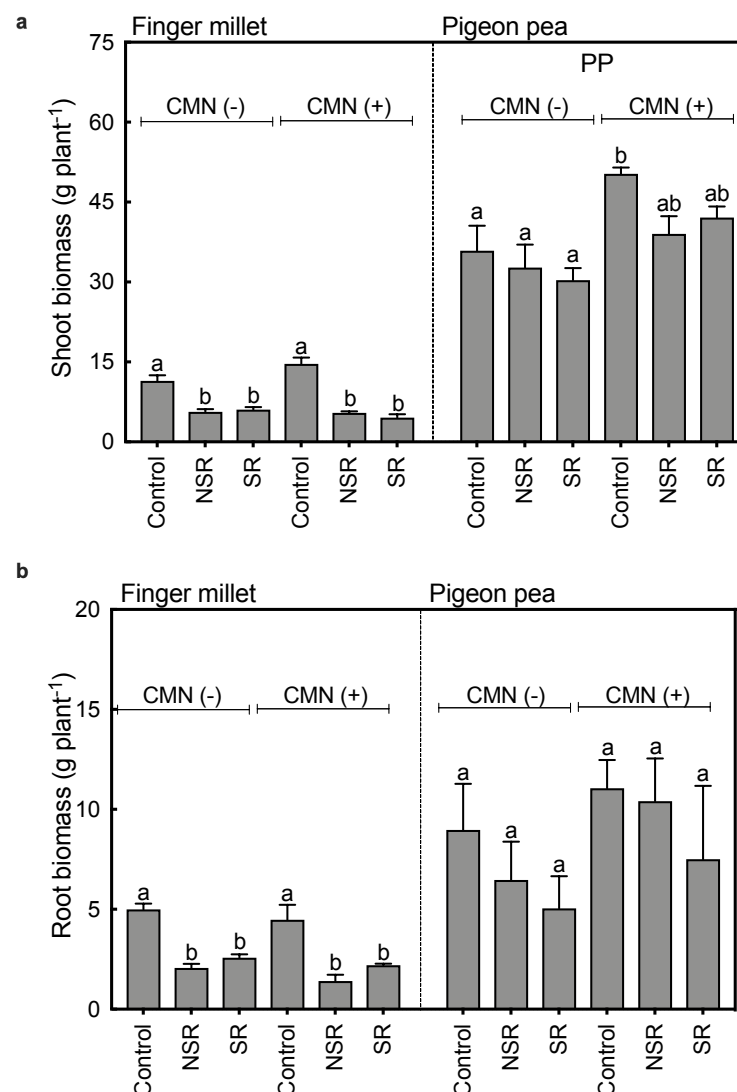 a
Finger millet Pigeon pea
PP
CMN (-) CMN (+) CMN (-) CMN (+)
75
60
45
30
15
0
Shoot biomass (g plant⁻¹)
a b b a b b a a a b ab ab
Control NSR SR Control NSR SR Control NSR SR Control NSR SR
b
Finger millet Pigeon pea
CMN (-) CMN (+) CMN (-) CMN (+)
20
15
10
5
0
Root biomass (g plant⁻¹)
a b b a b b a a a a a a
Control NSR SR Control NSR SR Control NSR SR Control NSR SR